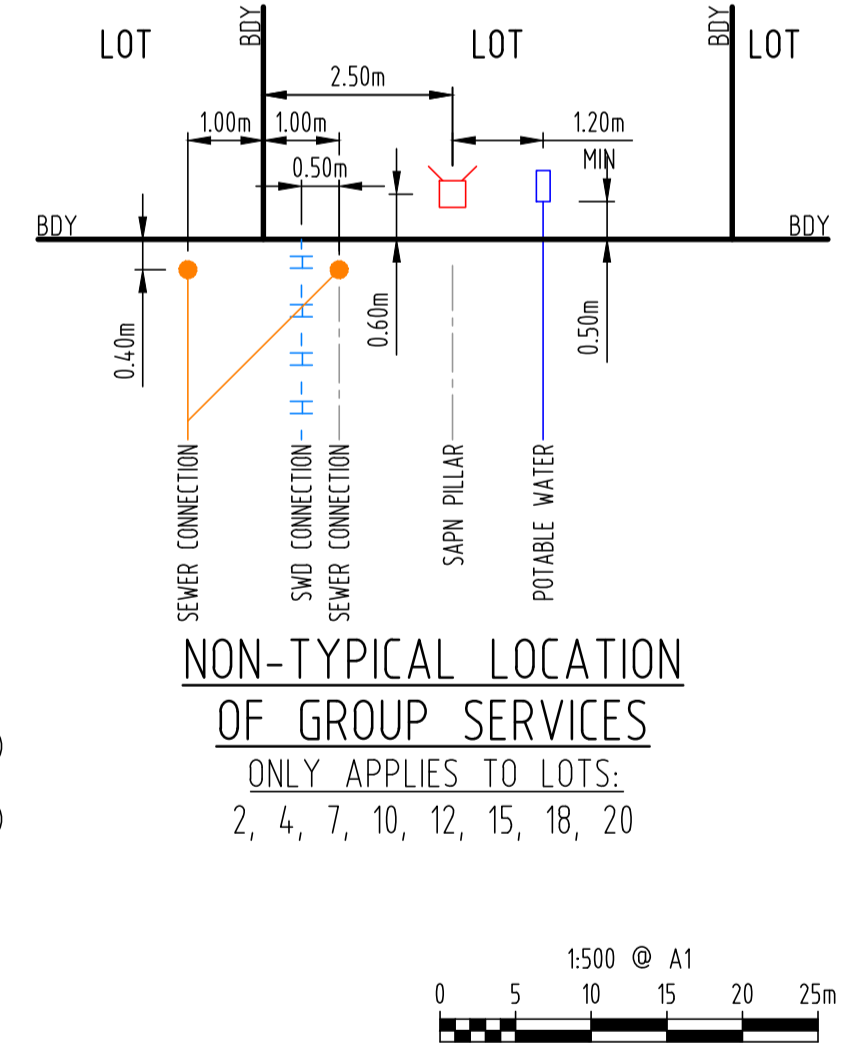 LOT
BDY
LOT
BDY
LOT
2.50m
1.00m
1.00m
1.20m
MIN
0.50m
BDY
BDY
0.40m
0.60m
0.50m
SEWER CONNECTION
SWD CONNECTION
SEWER CONNECTION
SAPN PILLAR
POTABLE WATER
NON-TYPICAL LOCATION
OF GROUP SERVICES
ONLY APPLIES TO LOTS:
2, 4, 7, 10, 12, 15, 18, 20
)
)
1:500 @ A1
0 5 10 15 20 25m